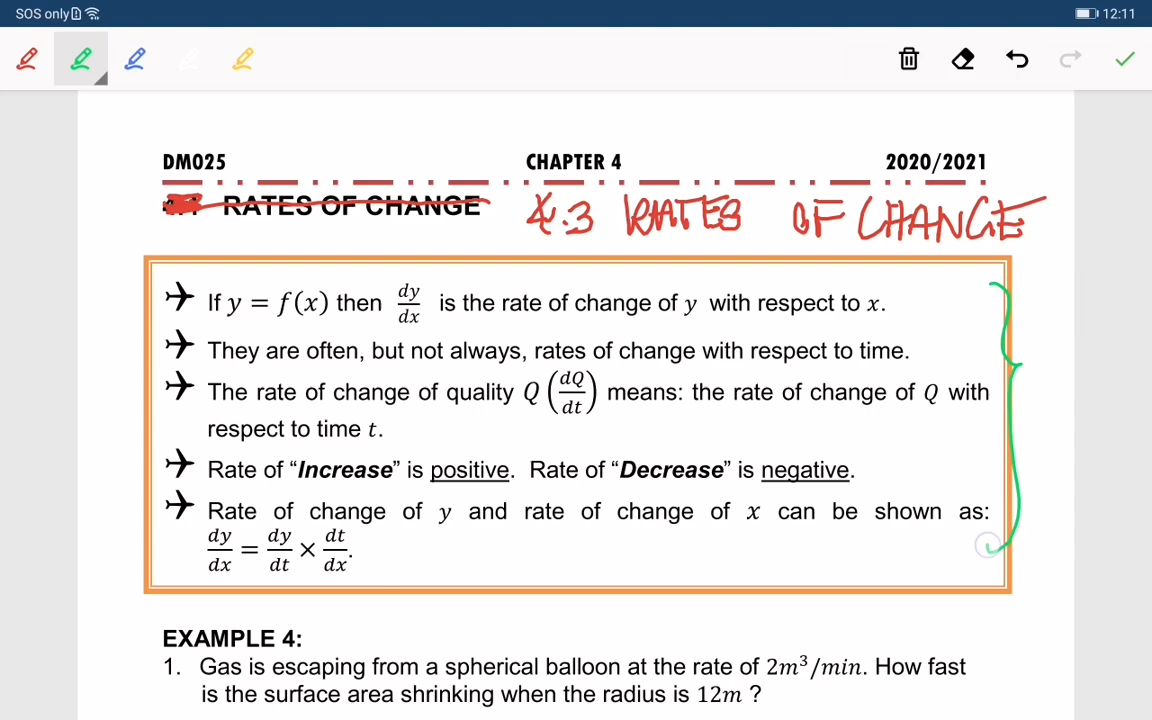 SOS only 12:11
DM025 CHAPTER 4 2020/2021
RATES OF CHANGE 4.3 RATES OF CHANGE
If y = f(x) then dy/dx is the rate of change of y with respect to x.
They are often, but not always, rates of change with respect to time.
The rate of change of quality Q (dQ/dt) means: the rate of change of Q with
respect to time t.
Rate of “Increase” is positive. Rate of “Decrease” is negative.
Rate of change of y and rate of change of x can be shown as:
dy/dx = dy/dt × dt/dx.
EXAMPLE 4:
1. Gas is escaping from a spherical balloon at the rate of 2m³/min. How fast
is the surface area shrinking when the radius is 12m ?